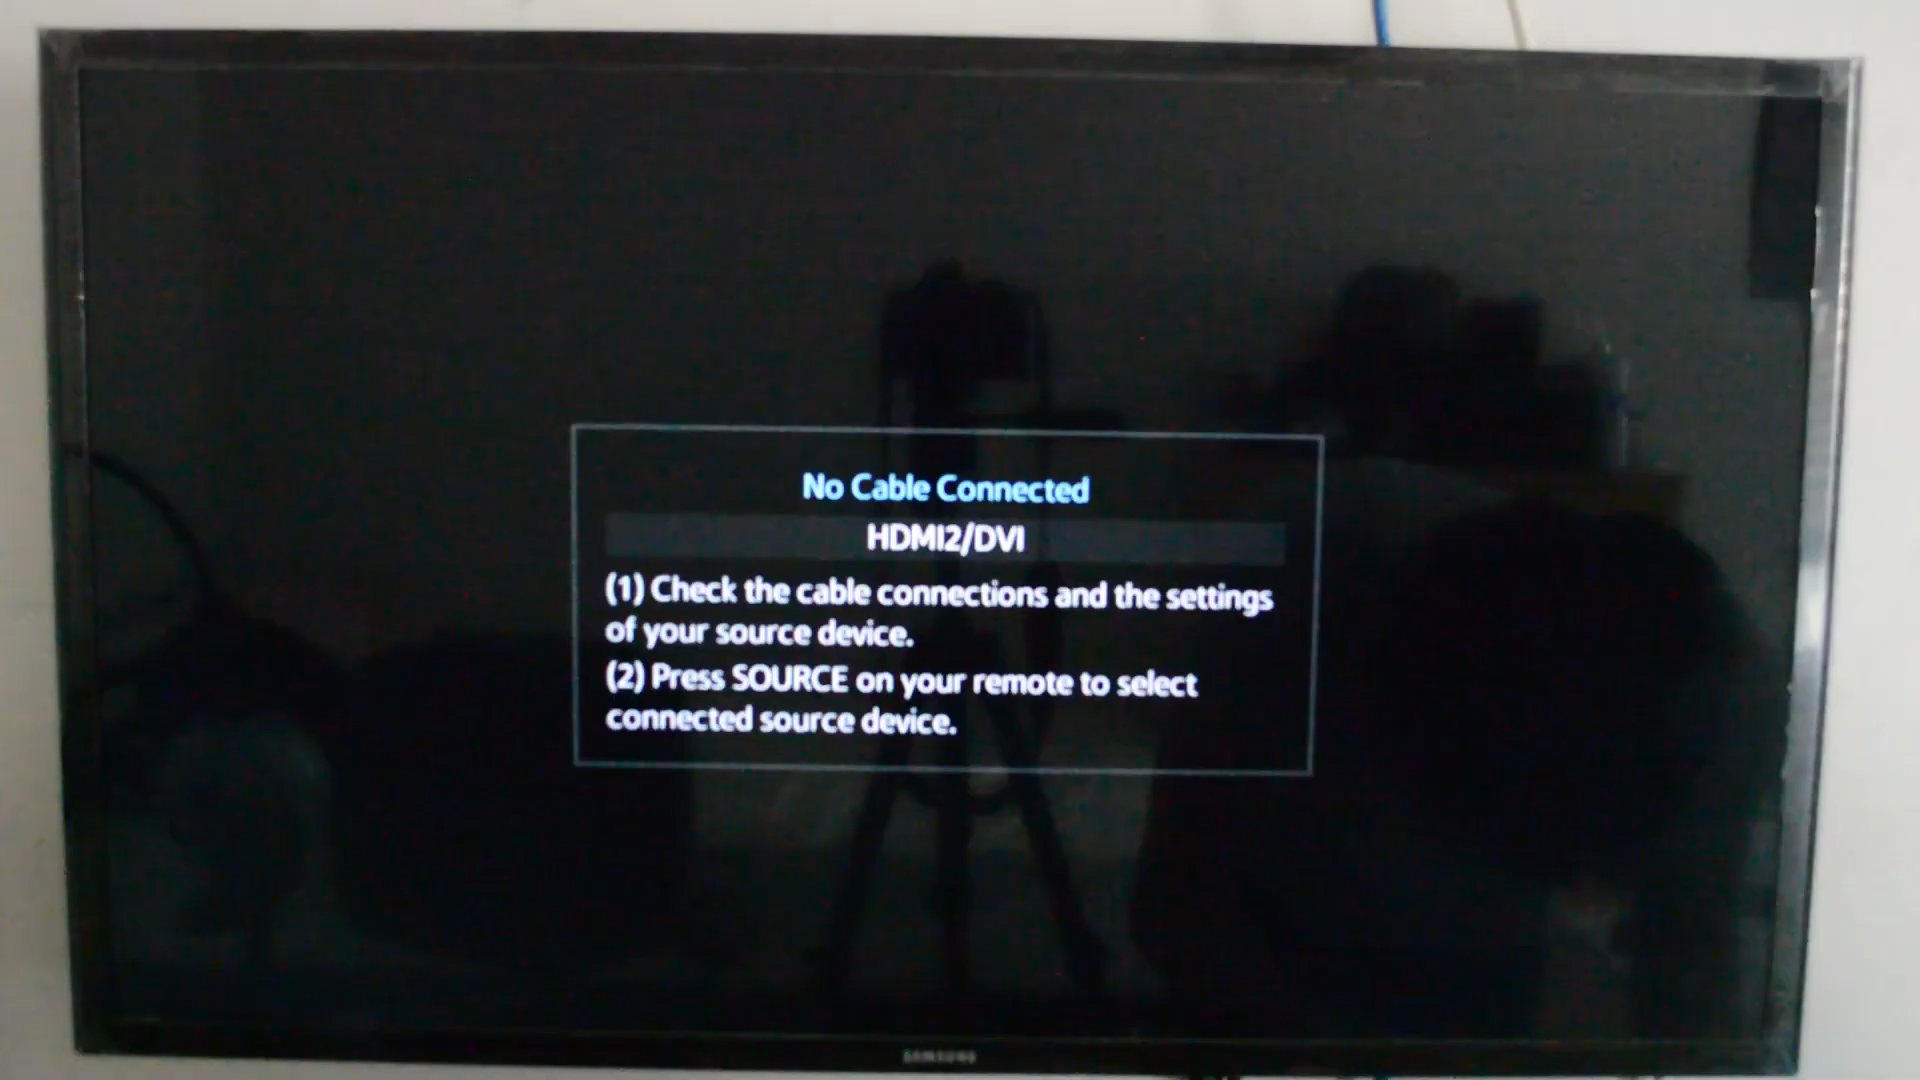 No Cable Connected
HDMI2/DVI
(1) Check the cable connections and the settings
of your source device.
(2) Press SOURCE on your remote to select
connected source device.
SAMSUNG